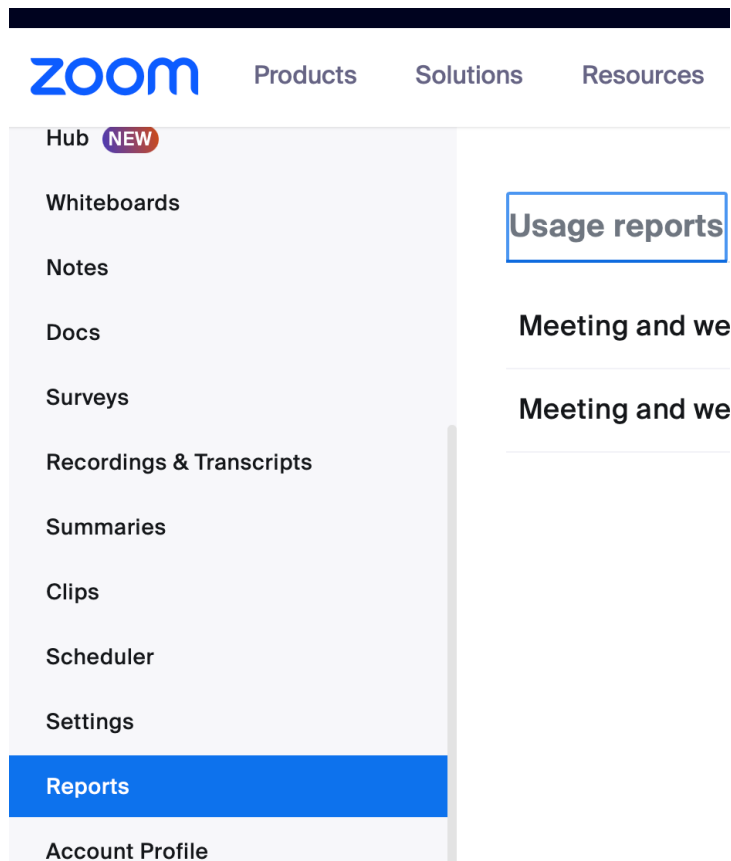 zoom Products Solutions Resources
Hub NEW
Whiteboards
Notes
Docs
Surveys
Recordings & Transcripts
Summaries
Clips
Scheduler
Settings
Reports
Account Profile
Usage reports
Meeting and we
Meeting and we